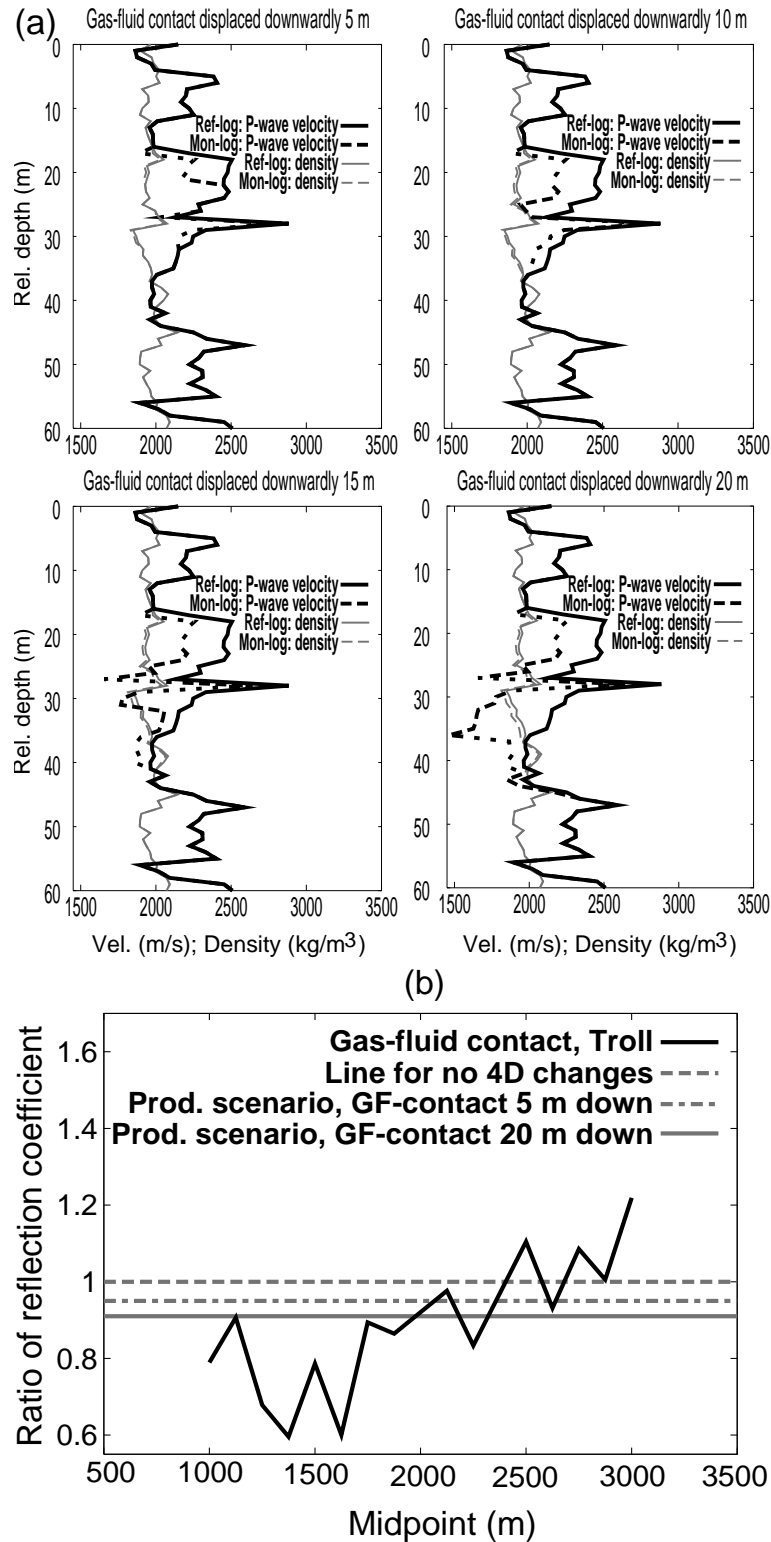 (a)
Gas-fluid contact displaced downwardly 5 m
0
10
20
30
40
50
60
Rel. depth (m)
Ref-log: P-wave velocity
Mon-log: P-wave velocity
Ref-log: density
Mon-log: density
1500 2000 2500 3000 3500
Gas-fluid contact displaced downwardly 10 m
0
10
20
30
40
50
60
Ref-log: P-wave velocity
Mon-log: P-wave velocity
Ref-log: density
Mon-log: density
1500 2000 2500 3000 3500
Gas-fluid contact displaced downwardly 15 m
0
10
20
30
40
50
60
Rel. depth (m)
Ref-log: P-wave velocity
Mon-log: P-wave velocity
Ref-log: density
Mon-log: density
1500 2000 2500 3000 3500
Vel. (m/s); Density (kg/m³)
Gas-fluid contact displaced downwardly 20 m
0
10
20
30
40
50
60
Ref-log: P-wave velocity
Mon-log: P-wave velocity
Ref-log: density
Mon-log: density
1500 2000 2500 3000 3500
Vel. (m/s); Density (kg/m³)
(b)
1.6
1.4
1.2
1
0.8
0.6
Ratio of reflection coefficient
Gas-fluid contact, Troll
Line for no 4D changes
Prod. scenario, GF-contact 5 m down
Prod. scenario, GF-contact 20 m down
500 1000 1500 2000 2500 3000 3500
Midpoint (m)